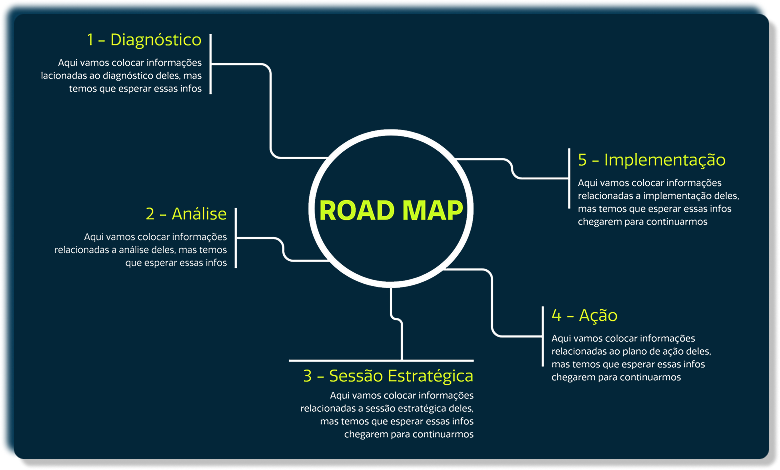 1 - Diagnóstico
Aqui vamos colocar informações
lacionadas ao diagnóstico deles, mas
temos que esperar essas infos
2 - Análise
Aqui vamos colocar informações
relacionadas a análise deles, mas temos
que esperar essas infos
ROAD MAP
3 - Sessão Estratégica
Aqui vamos colocar informações
relacionadas a sessão estratégica deles,
mas temos que esperar essas infos
chegarem para continuarmos
4 - Ação
Aqui vamos colocar informações
relacionadas ao plano de ação deles,
mas temos que esperar essas infos
chegarem para continuarmos
5 - Implementação
Aqui vamos colocar informações
relacionadas a implementação deles,
mas temos que esperar essas infos
chegarem para continuarmos